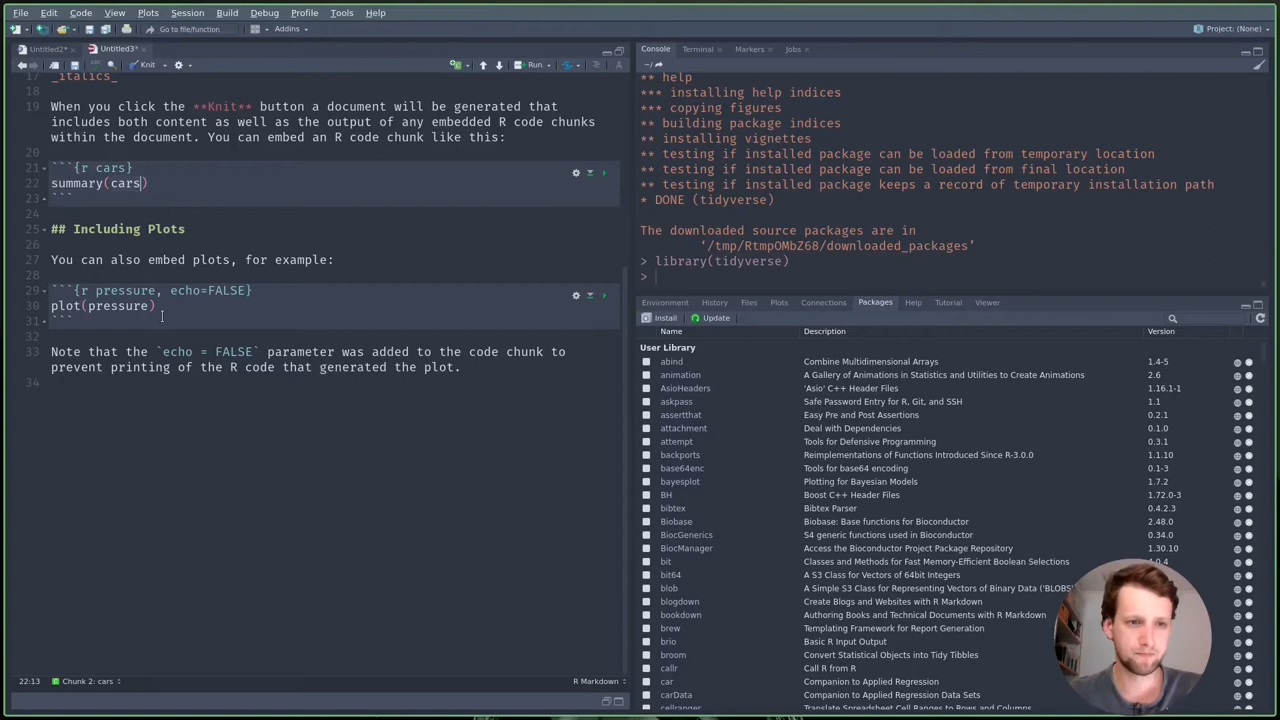 File Edit Code View Plots Session Build Debug Profile Tools Help
Go to file/function Addins Project: (None)
Untitled2* Untitled3*
Knit Run
17 _italics_
18
19 When you click the **Knit** button a document will be generated that
includes both content as well as the output of any embedded R code chunks
within the document. You can embed an R code chunk like this:
20
21 ```{r cars}
22 summary(cars)
23 ```
24
25 ## Including Plots
26
27 You can also embed plots, for example:
28
29 ```{r pressure, echo=FALSE}
30 plot(pressure)
31 ```
32
33 Note that the `echo = FALSE` parameter was added to the code chunk to
prevent printing of the R code that generated the plot.
34
22:13 Chunk 2: cars R Markdown
Console Terminal Markers Jobs
~/
** help
*** installing help indices
*** copying figures
** building package indices
** installing vignettes
** testing if installed package can be loaded from temporary location
** testing if installed package can be loaded from final location
** testing if installed package keeps a record of temporary installation path
* DONE (tidyverse)
The downloaded source packages are in
‘/tmp/RtmpOMbZ68/downloaded_packages’
> library(tidyverse)
>
Environment History Files Plots Connections Packages Help Tutorial Viewer
Install Update
Name Description Version
User Library
abind Combine Multidimensional Arrays 1.4-5
animation A Gallery of Animations in Statistics and Utilities to Create Animations 2.6
AsioHeaders 'Asio' C++ Header Files 1.16.1-1
askpass Safe Password Entry for R, Git, and SSH 1.1
assertthat Easy Pre and Post Assertions 0.2.1
attachment Deal with Dependencies 0.1.0
attempt Tools for Defensive Programming 0.3.1
backports Reimplementations of Functions Introduced Since R-3.0.0 1.1.10
base64enc Tools for base64 encoding 0.1-3
bayesplot Plotting for Bayesian Models 1.7.2
BH Boost C++ Header Files 1.72.0-3
bibtex Bibtex Parser 0.4.2.3
Biobase Biobase: Base functions for Bioconductor 2.48.0
BiocGenerics S4 generic functions used in Bioconductor 0.34.0
BiocManager Access the Bioconductor Project Package Repository 1.30.10
bit Classes and Methods for Fast Memory-Efficient Boolean Selections
bit64 A S3 Class for Vectors of 64bit Integers
blob A Simple S3 Class for Representing Vectors of Binary Data ('BLOBS'
blogdown Create Blogs and Websites with R Markdown
bookdown Authoring Books and Technical Documents with R Markdown
brew Templating Framework for Report Generation
brio Basic R Input Output
broom Convert Statistical Objects into Tidy Tibbles
callr Call R from R
car Companion to Applied Regression
carData Companion to Applied Regression Data Sets
cellranger Translate Spreadsheet Cell Ranges to Rows and Columns